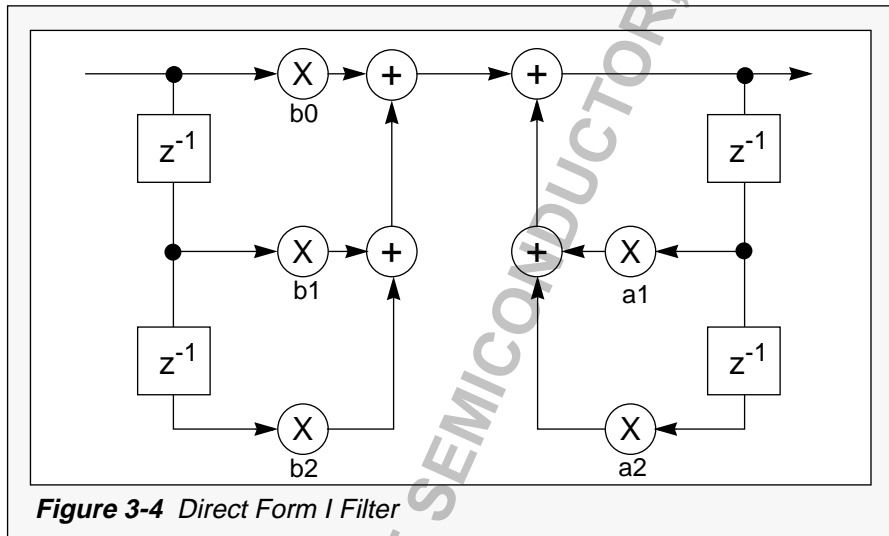 X + +
b0
z-1 z-1
X + + X
b1 a1
z-1 z-1
X X
b2 a2
Figure 3-4 Direct Form I Filter
SEMICONDUCTOR,